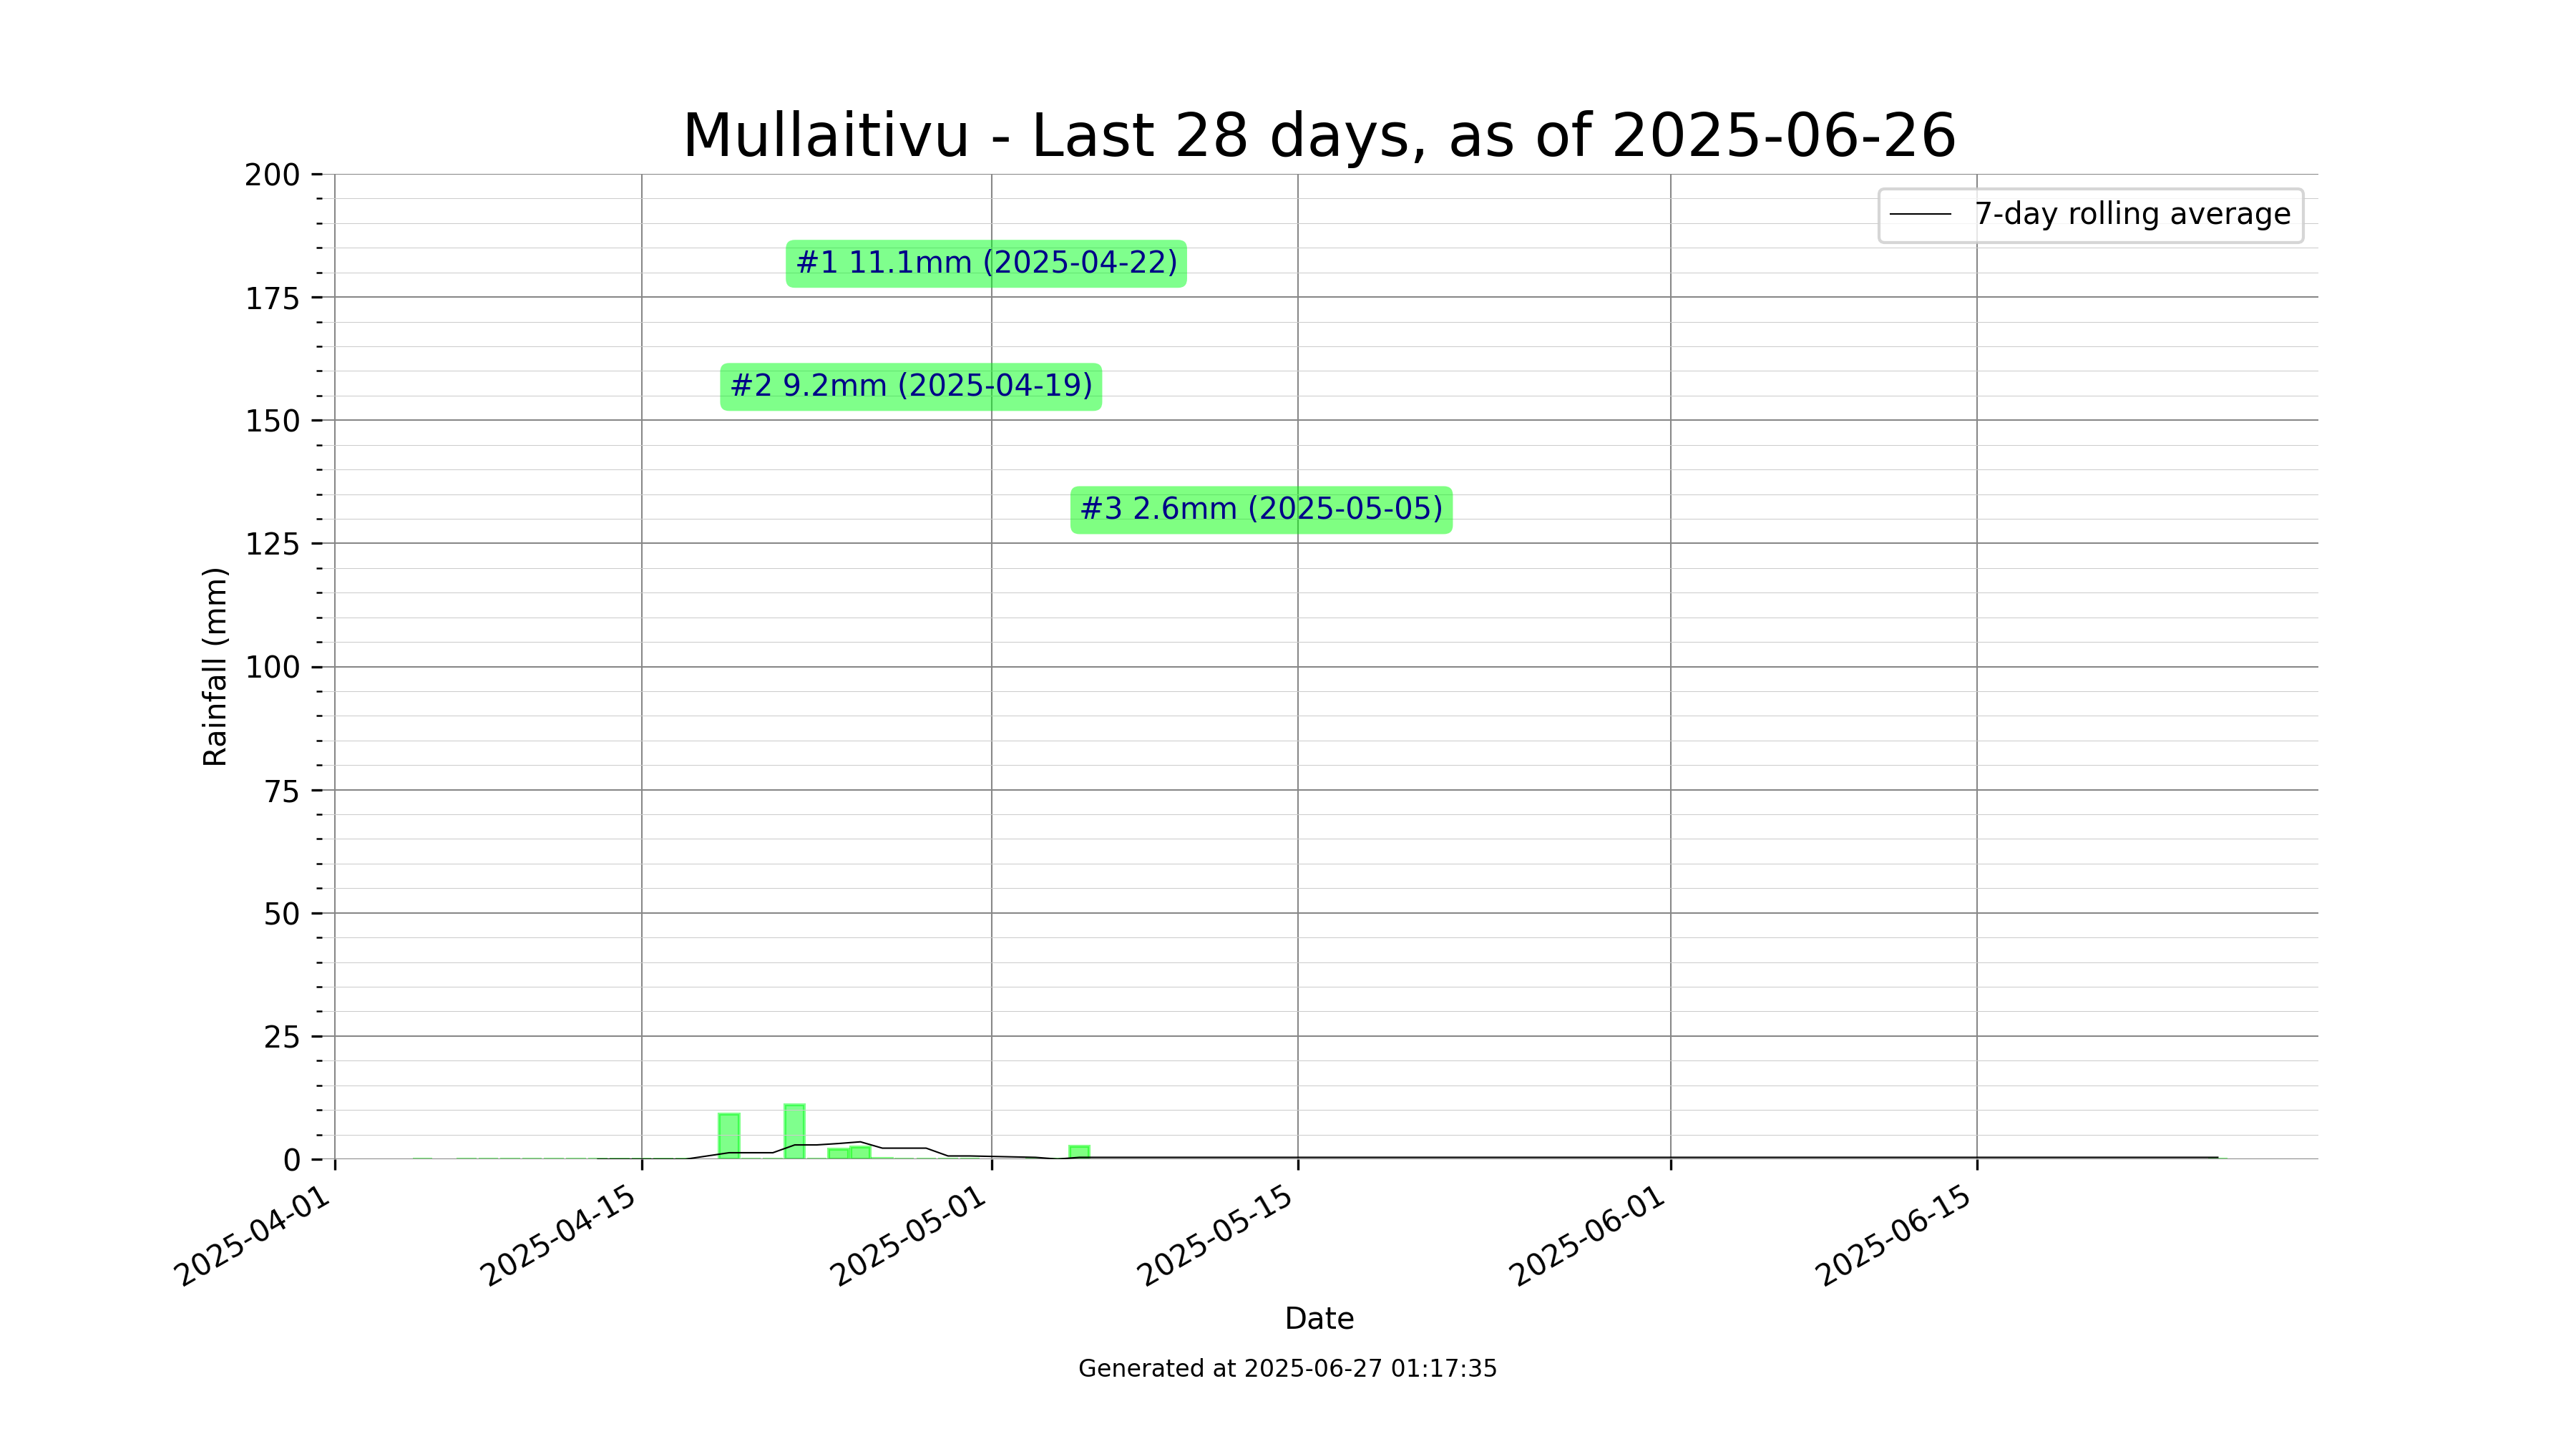 Mullaitivu - Last 28 days, as of 2025-06-26
200
175
150
125
100
75
50
25
0
Rainfall (mm)
7-day rolling average
#1 11.1mm (2025-04-22)
#2 9.2mm (2025-04-19)
#3 2.6mm (2025-05-05)
2025-04-01
2025-04-15
2025-05-01
2025-05-15
2025-06-01
2025-06-15
Date
Generated at 2025-06-27 01:17:35